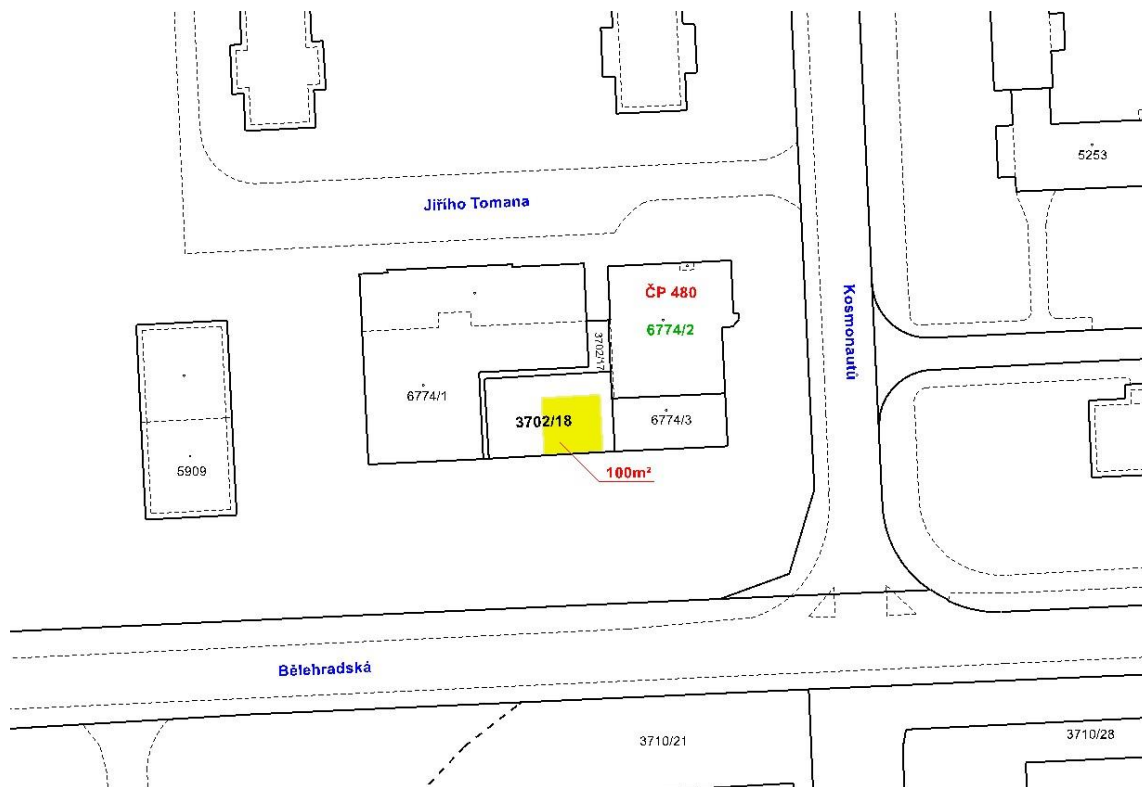 5253
Jiřího Tomana
ČP 480
6774/2
Kosmonautů
3702/17
6774/1
3702/18
6774/3
5909
100m²
Bělehradská
3710/21
3710/28